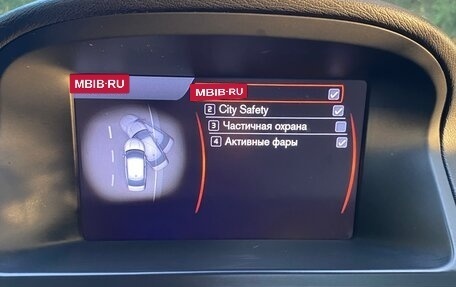 MBIB·RU
MBIB·RU
2 City Safety
3 Частичная охрана
4 Активные фары